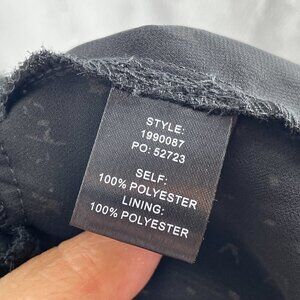 STYLE:
1990087
PO: 52723
SELF:
100% POLYESTER
LINING:
100% POLYESTER